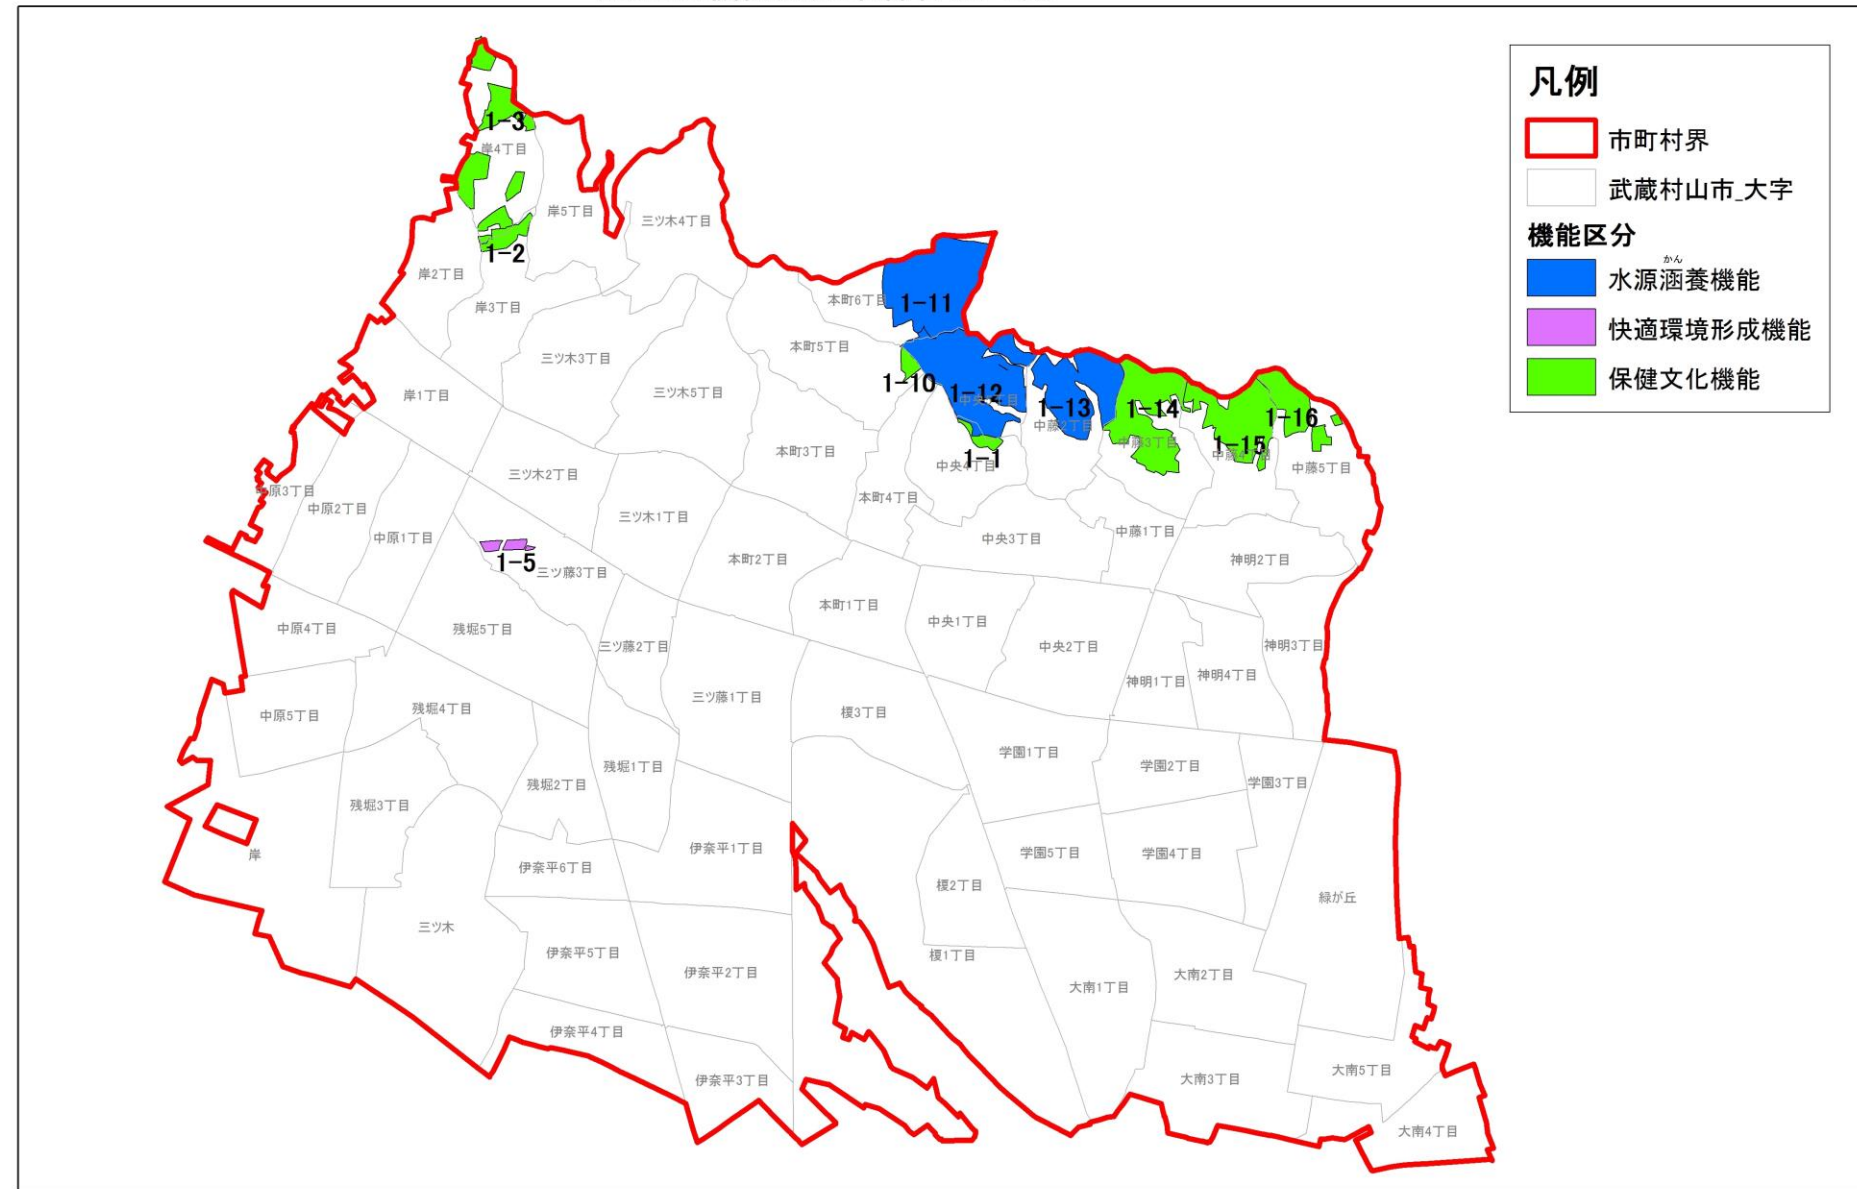 凡例
市町村界
武蔵村山市_大字
機能区分
かん
水源涵養機能
快適環境形成機能
保健文化機能
1-3
岸4丁目
岸5丁目
三ツ木4丁目
1-2
岸2丁目
岸3丁目
本町6丁目
1-11
本町5丁目
三ツ木3丁目
1-10
1-12
岸1丁目
三ツ木5丁目
1-13
中藤2丁目
1-14
中藤3丁目
1-16
1-15
中藤4丁目
中藤5丁目
本町3丁目
1-1
中央4丁目
三ツ木2丁目
中原3丁目
中原2丁目
本町4丁目
三ツ木1丁目
中原1丁目
中央3丁目
中藤1丁目
1-5
三ツ藤3丁目
本町2丁目
神明2丁目
本町1丁目
中央1丁目
中原4丁目
残堀5丁目
三ツ藤2丁目
中央2丁目
神明3丁目
神明1丁目
神明4丁目
三ツ藤1丁目
榎3丁目
中原5丁目
残堀4丁目
学園1丁目
学園2丁目
学園3丁目
残堀1丁目
残堀2丁目
残堀3丁目
岸
伊奈平1丁目
学園5丁目
学園4丁目
伊奈平6丁目
榎2丁目
緑が丘
三ツ木
伊奈平5丁目
榎1丁目
伊奈平2丁目
大南2丁目
大南1丁目
伊奈平4丁目
伊奈平3丁目
大南3丁目
大南5丁目
大南4丁目